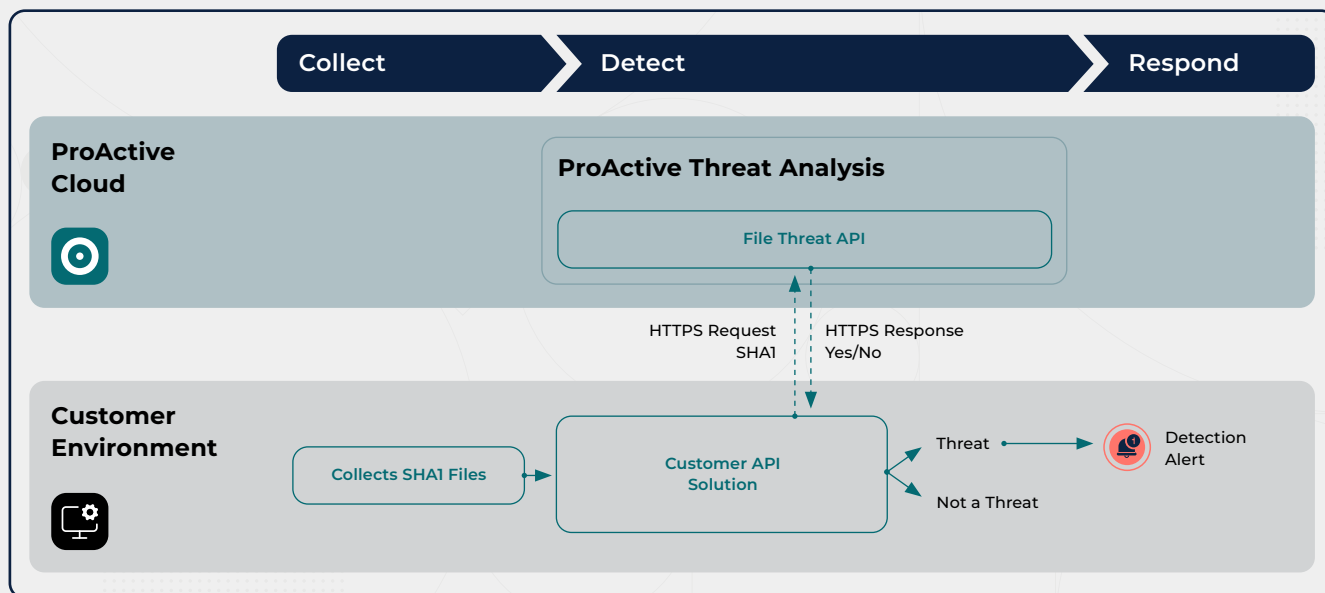 Collect
Detect
Respond
ProActive
Cloud
ProActive Threat Analysis
File Threat API
HTTPS Request
SHA1
HTTPS Response
Yes/No
Customer
Environment
Collects SHA1 Files
Customer API
Solution
Threat
Not a Threat
1
Detection
Alert